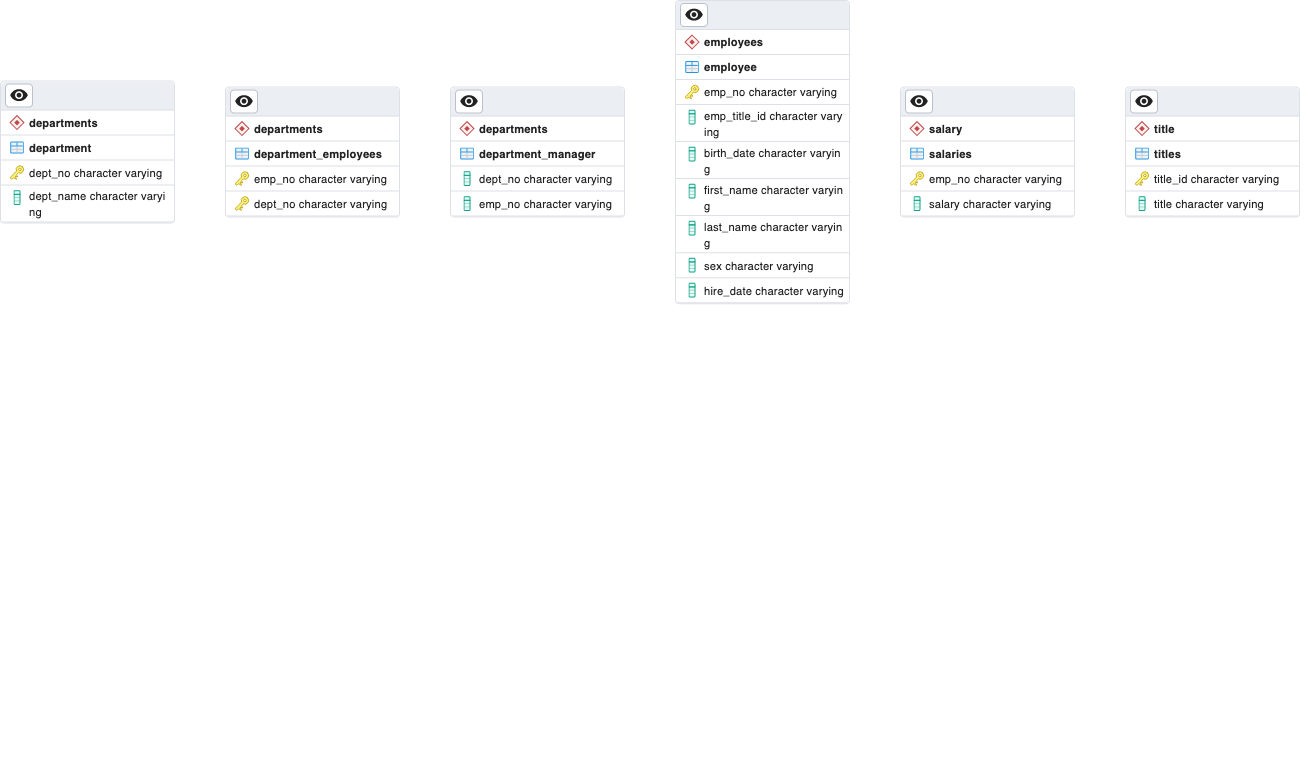 departments
department
dept_no character varying
dept_name character varyi
ng
departments
department_employees
emp_no character varying
dept_no character varying
departments
department_manager
dept_no character varying
emp_no character varying
employees
employee
emp_no character varying
emp_title_id character vary
ing
birth_date character varyin
g
first_name character varyin
g
last_name character varyin
g
sex character varying
hire_date character varying
salary
salaries
emp_no character varying
salary character varying
title
titles
title_id character varying
title character varying